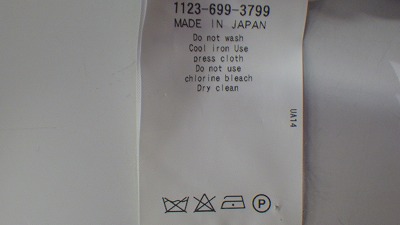 1123-699-3799
MADE IN JAPAN
Do not wash
Cool iron Use
press cloth
Do not use
chlorine bleach
Dry clean
UA14
P